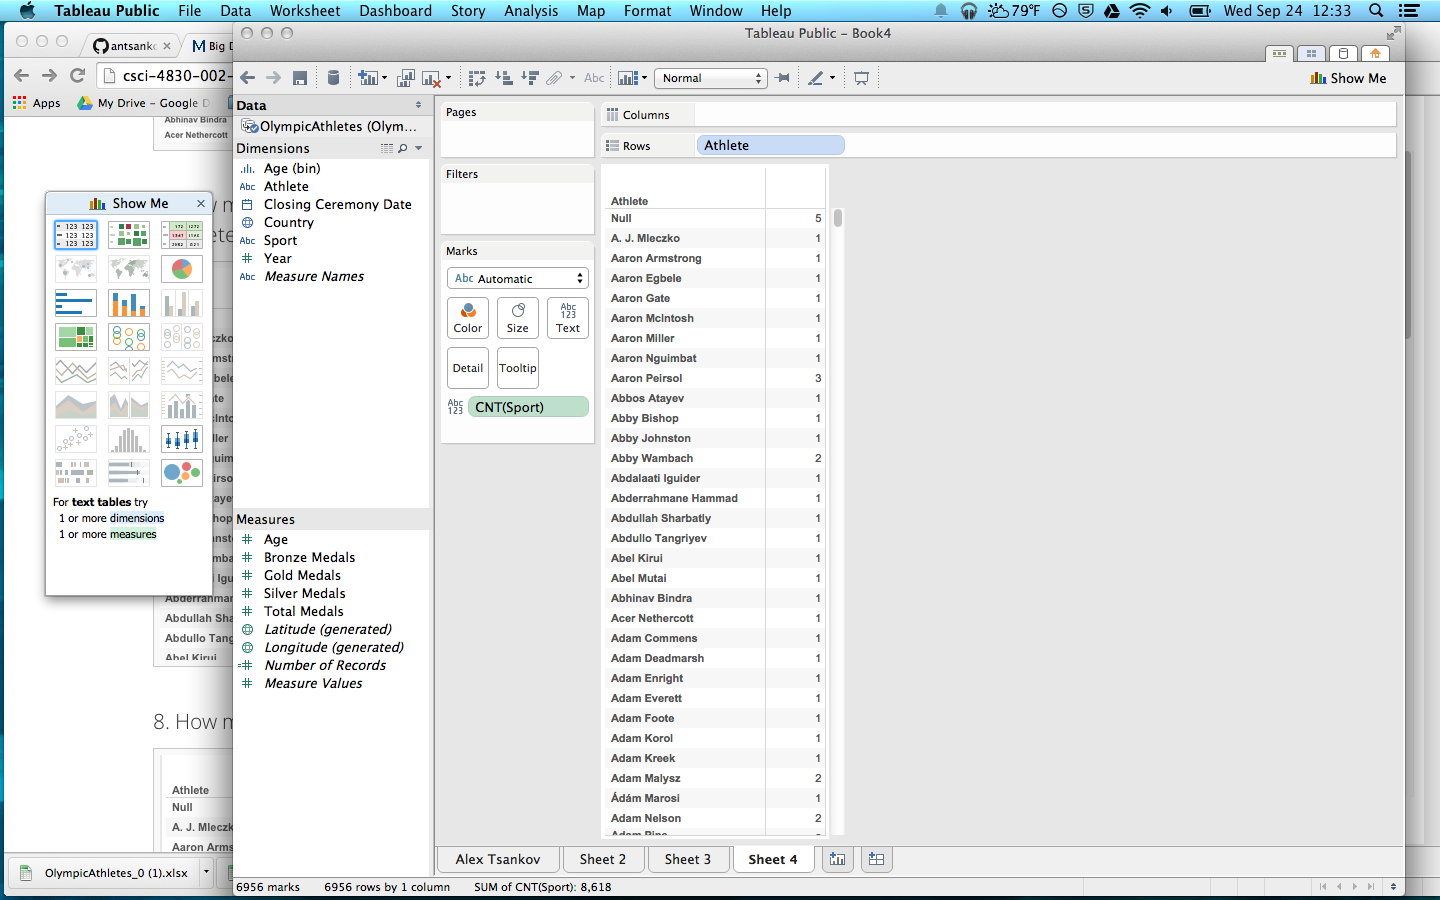 Tableau Public File Data Worksheet Dashboard Story Analysis Map Format Window Help 79°F Wed Sep 24 12:33
antsanko Big D
Tableau Public - Book4
csci-4830-002-
Normal
Show Me
Abc
Apps My Drive – Google D
Abhinav Bindra
Acer Nethercott
Data
OlympicAthletes (Olym...
Dimensions
Age (bin)
Abc Athlete
Closing Ceremony Date
Country
Abc Sport
Year
Abc Measure Names
Measures
Age
Bronze Medals
Gold Medals
Silver Medals
Total Medals
Latitude (generated)
Longitude (generated)
Number of Records
Measure Values
Show Me
For text tables try
1 or more dimensions
1 or more measures
Abdullah Sha
Abdullo Tang
Abel Kirui
8. How m
Athlete
Null
A. J. Mleczk
Aaron Arms
Pages
Filters
Marks
Abc Automatic
Color Size Text
Detail Tooltip
Abc 123 CNT(Sport)
Columns
Rows Athlete
Athlete
Null 5
A. J. Mleczko 1
Aaron Armstrong 1
Aaron Egbele 1
Aaron Gate 1
Aaron McIntosh 1
Aaron Miller 1
Aaron Nguimbat 1
Aaron Peirsol 3
Abbos Atayev 1
Abby Bishop 1
Abby Johnston 1
Abby Wambach 2
Abdalaati Iguider 1
Abderrahmane Hammad 1
Abdullah Sharbatly 1
Abdullo Tangriyev 1
Abel Kirui 1
Abel Mutai 1
Abhinav Bindra 1
Acer Nethercott 1
Adam Commens 1
Adam Deadmarsh 1
Adam Enright 1
Adam Everett 1
Adam Foote 1
Adam Korol 1
Adam Kreek 1
Adam Malysz 2
Ádám Marosi 1
Adam Nelson 2
Alex Tsankov Sheet 2 Sheet 3 Sheet 4
OlympicAthletes_0 (1).xlsx
6956 marks 6956 rows by 1 column SUM of CNT(Sport): 8,618